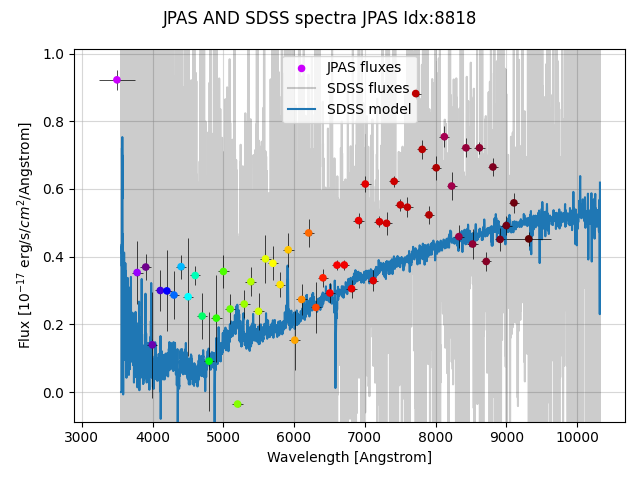 JPAS AND SDSS spectra JPAS Idx:8818
JPAS fluxes
SDSS fluxes
SDSS model
1.0
0.8
0.6
0.4
0.2
0.0
Flux [10⁻¹⁷ erg/s/cm²/Angstrom]
3000 4000 5000 6000 7000 8000 9000 10000
Wavelength [Angstrom]